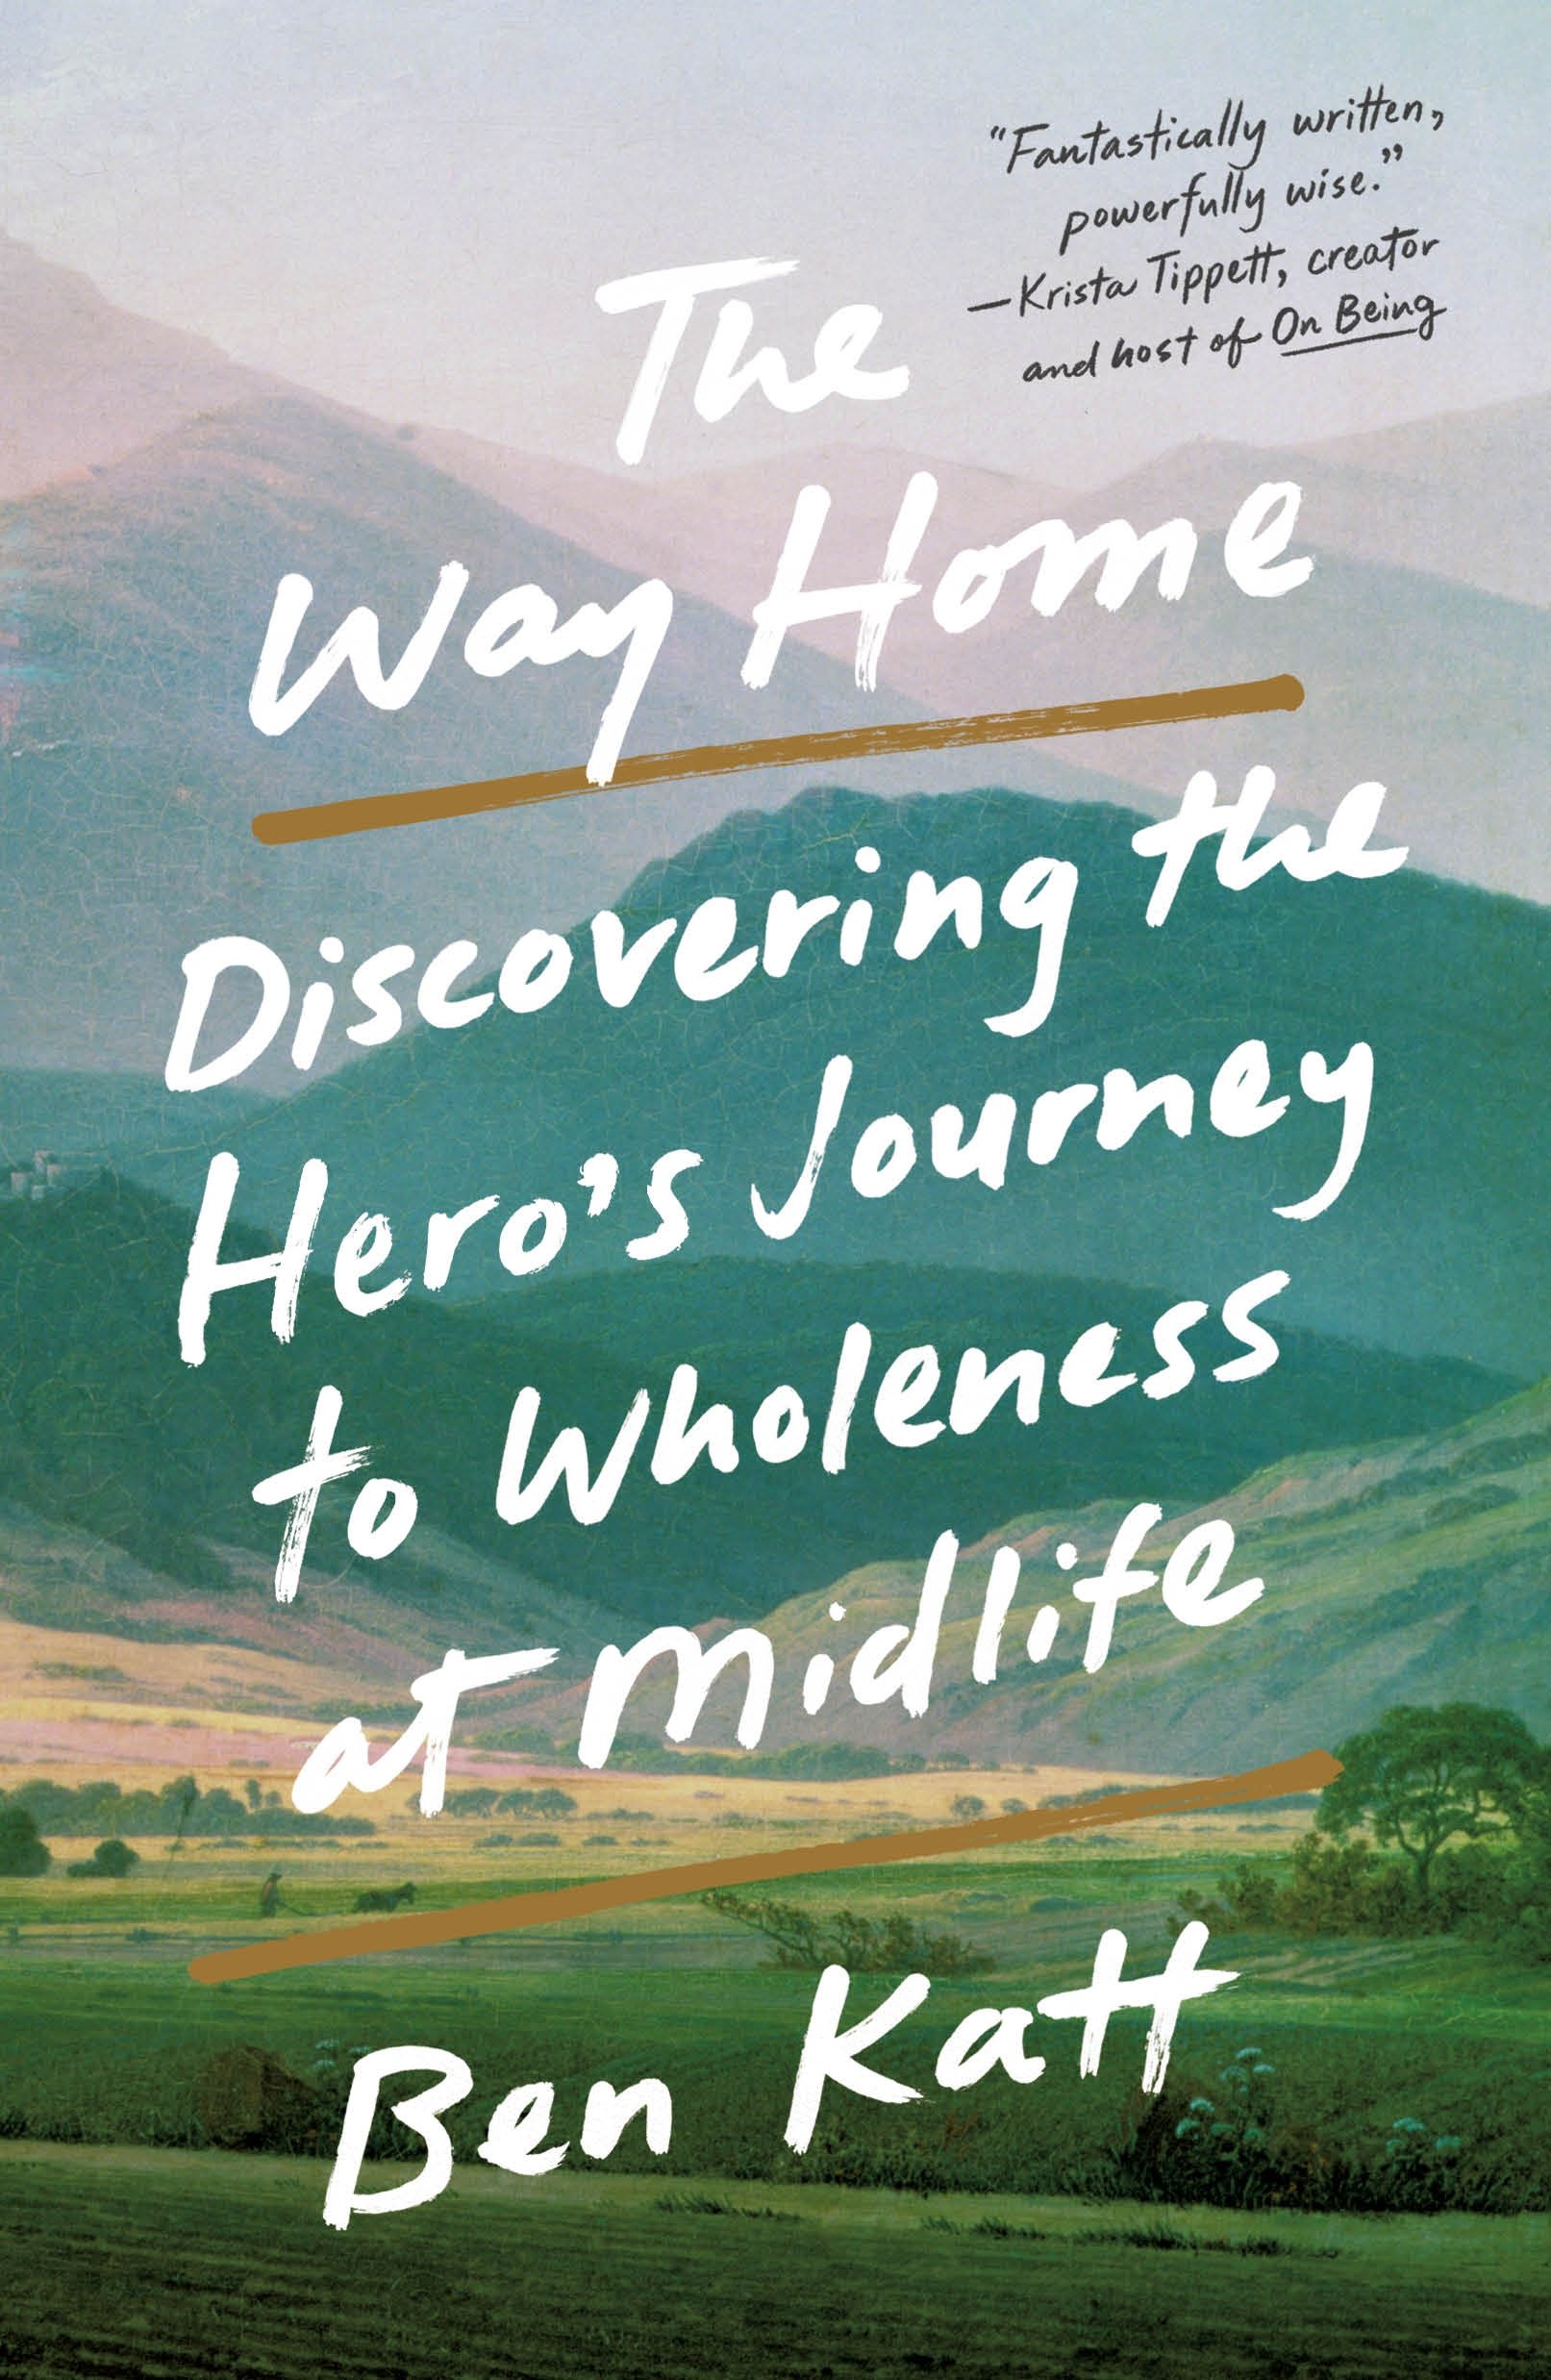 "Fantastically written,
powerfully wise."
—Krista Tippett, creator
and host of On Being
The
Way Home
Discovering the
Hero's Journey
to Wholeness
at Midlife
Ben Katt